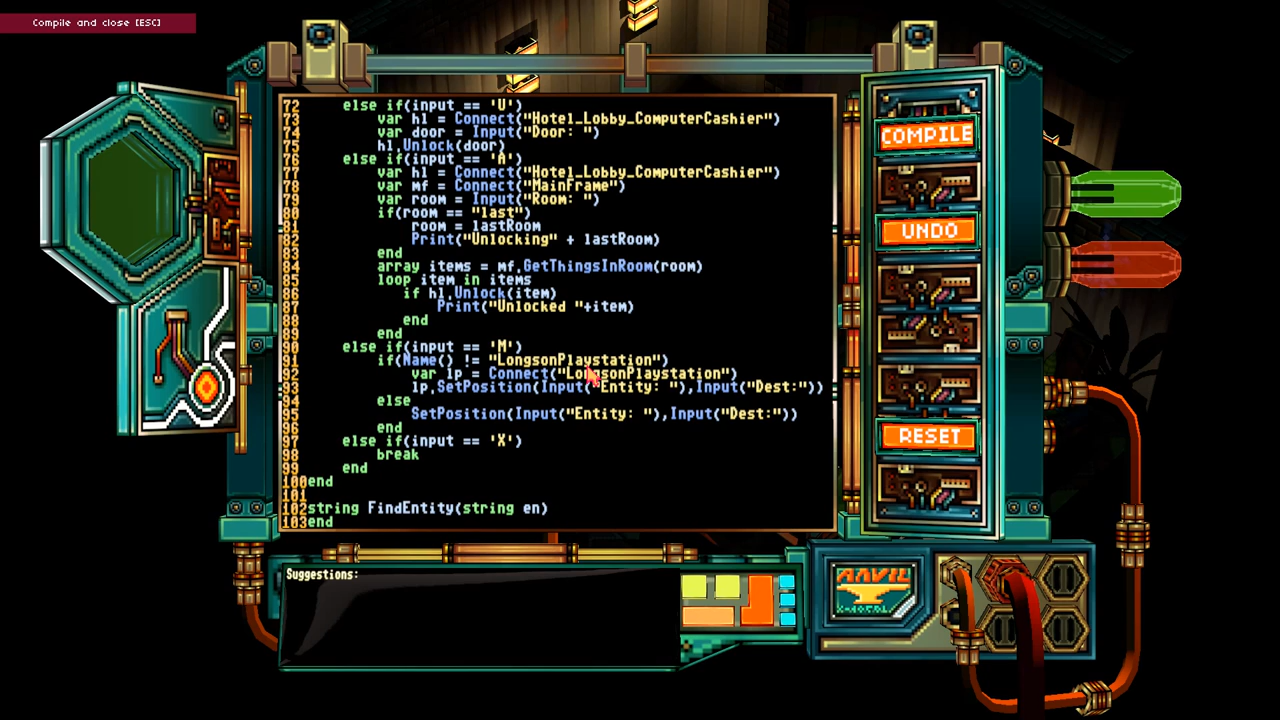 Compile and close [ESC]
72 else if(input == 'U')
73 var hl = Connect("Hotel_Lobby_ComputerCashier")
74 var door = Input("Door: ")
75 hl.Unlock(door)
76 else if(input == 'A')
77 var hl = Connect("Hotel_Lobby_ComputerCashier")
78 var mf = Connect("MainFrame")
79 var room = Input("Room: ")
80 if(room == "last")
81 room = lastRoom
82 Print("Unlocking" + lastRoom)
83 end
84 array items = mf.GetThingsInRoom(room)
85 loop item in items
86 if hl.Unlock(item)
87 Print("Unlocked "+item)
88 end
89 end
90 else if(input == 'M')
91 if(Name() != "LongsonPlaystation")
92 var lp = Connect("LongsonPlaystation")
93 lp.SetPosition(Input("Entity: "),Input("Dest:"))
94 else
95 SetPosition(Input("Entity: "),Input("Dest:"))
96 end
97 else if(input == 'X')
98 break
99 end
100end
101
102string FindEntity(string en)
103end
COMPILE
UNDO
RESET
Suggestions:
ANVIL